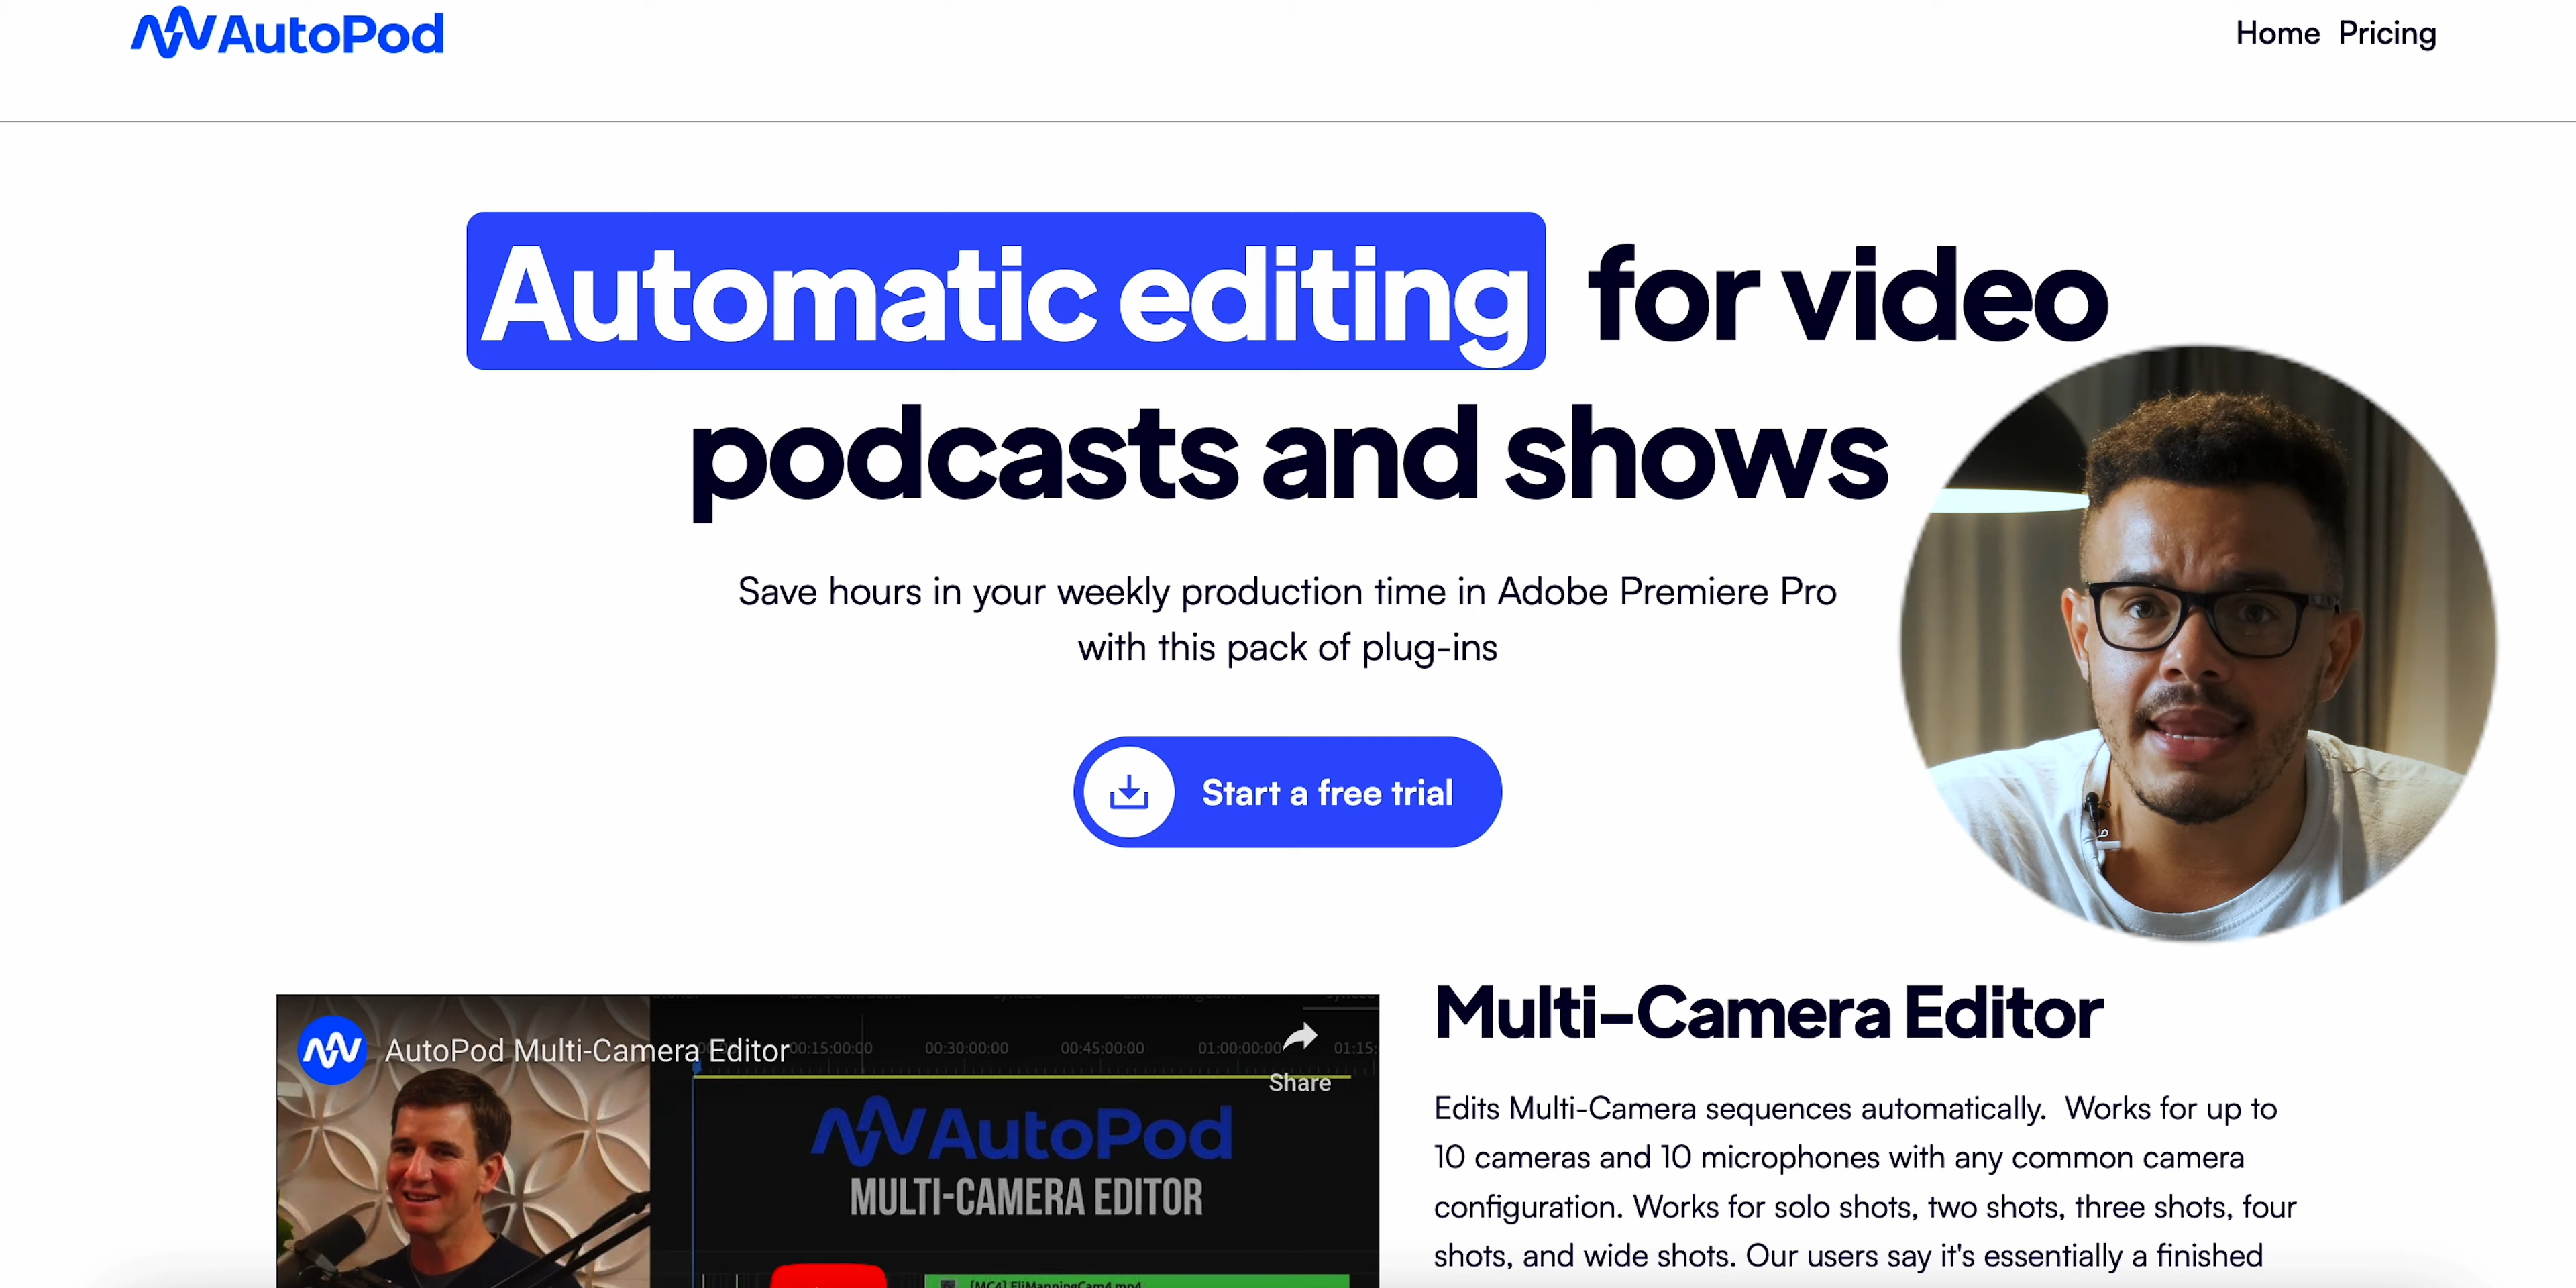 AutoPod
Home Pricing
Automatic editing for video
podcasts and shows
Save hours in your weekly production time in Adobe Premiere Pro
with this pack of plug-ins
Start a free trial
AutoPod Multi-Camera Editor
00:15:00:00 00:30:00:00 00:45:00:00 01:00:00:00 01:15:
Share
AutoPod
MULTI-CAMERA EDITOR
[MC4] EliManningCam4.mp4
Multi-Camera Editor
Edits Multi-Camera sequences automatically. Works for up to
10 cameras and 10 microphones with any common camera
configuration. Works for solo shots, two shots, three shots, four
shots, and wide shots. Our users say it's essentially a finished